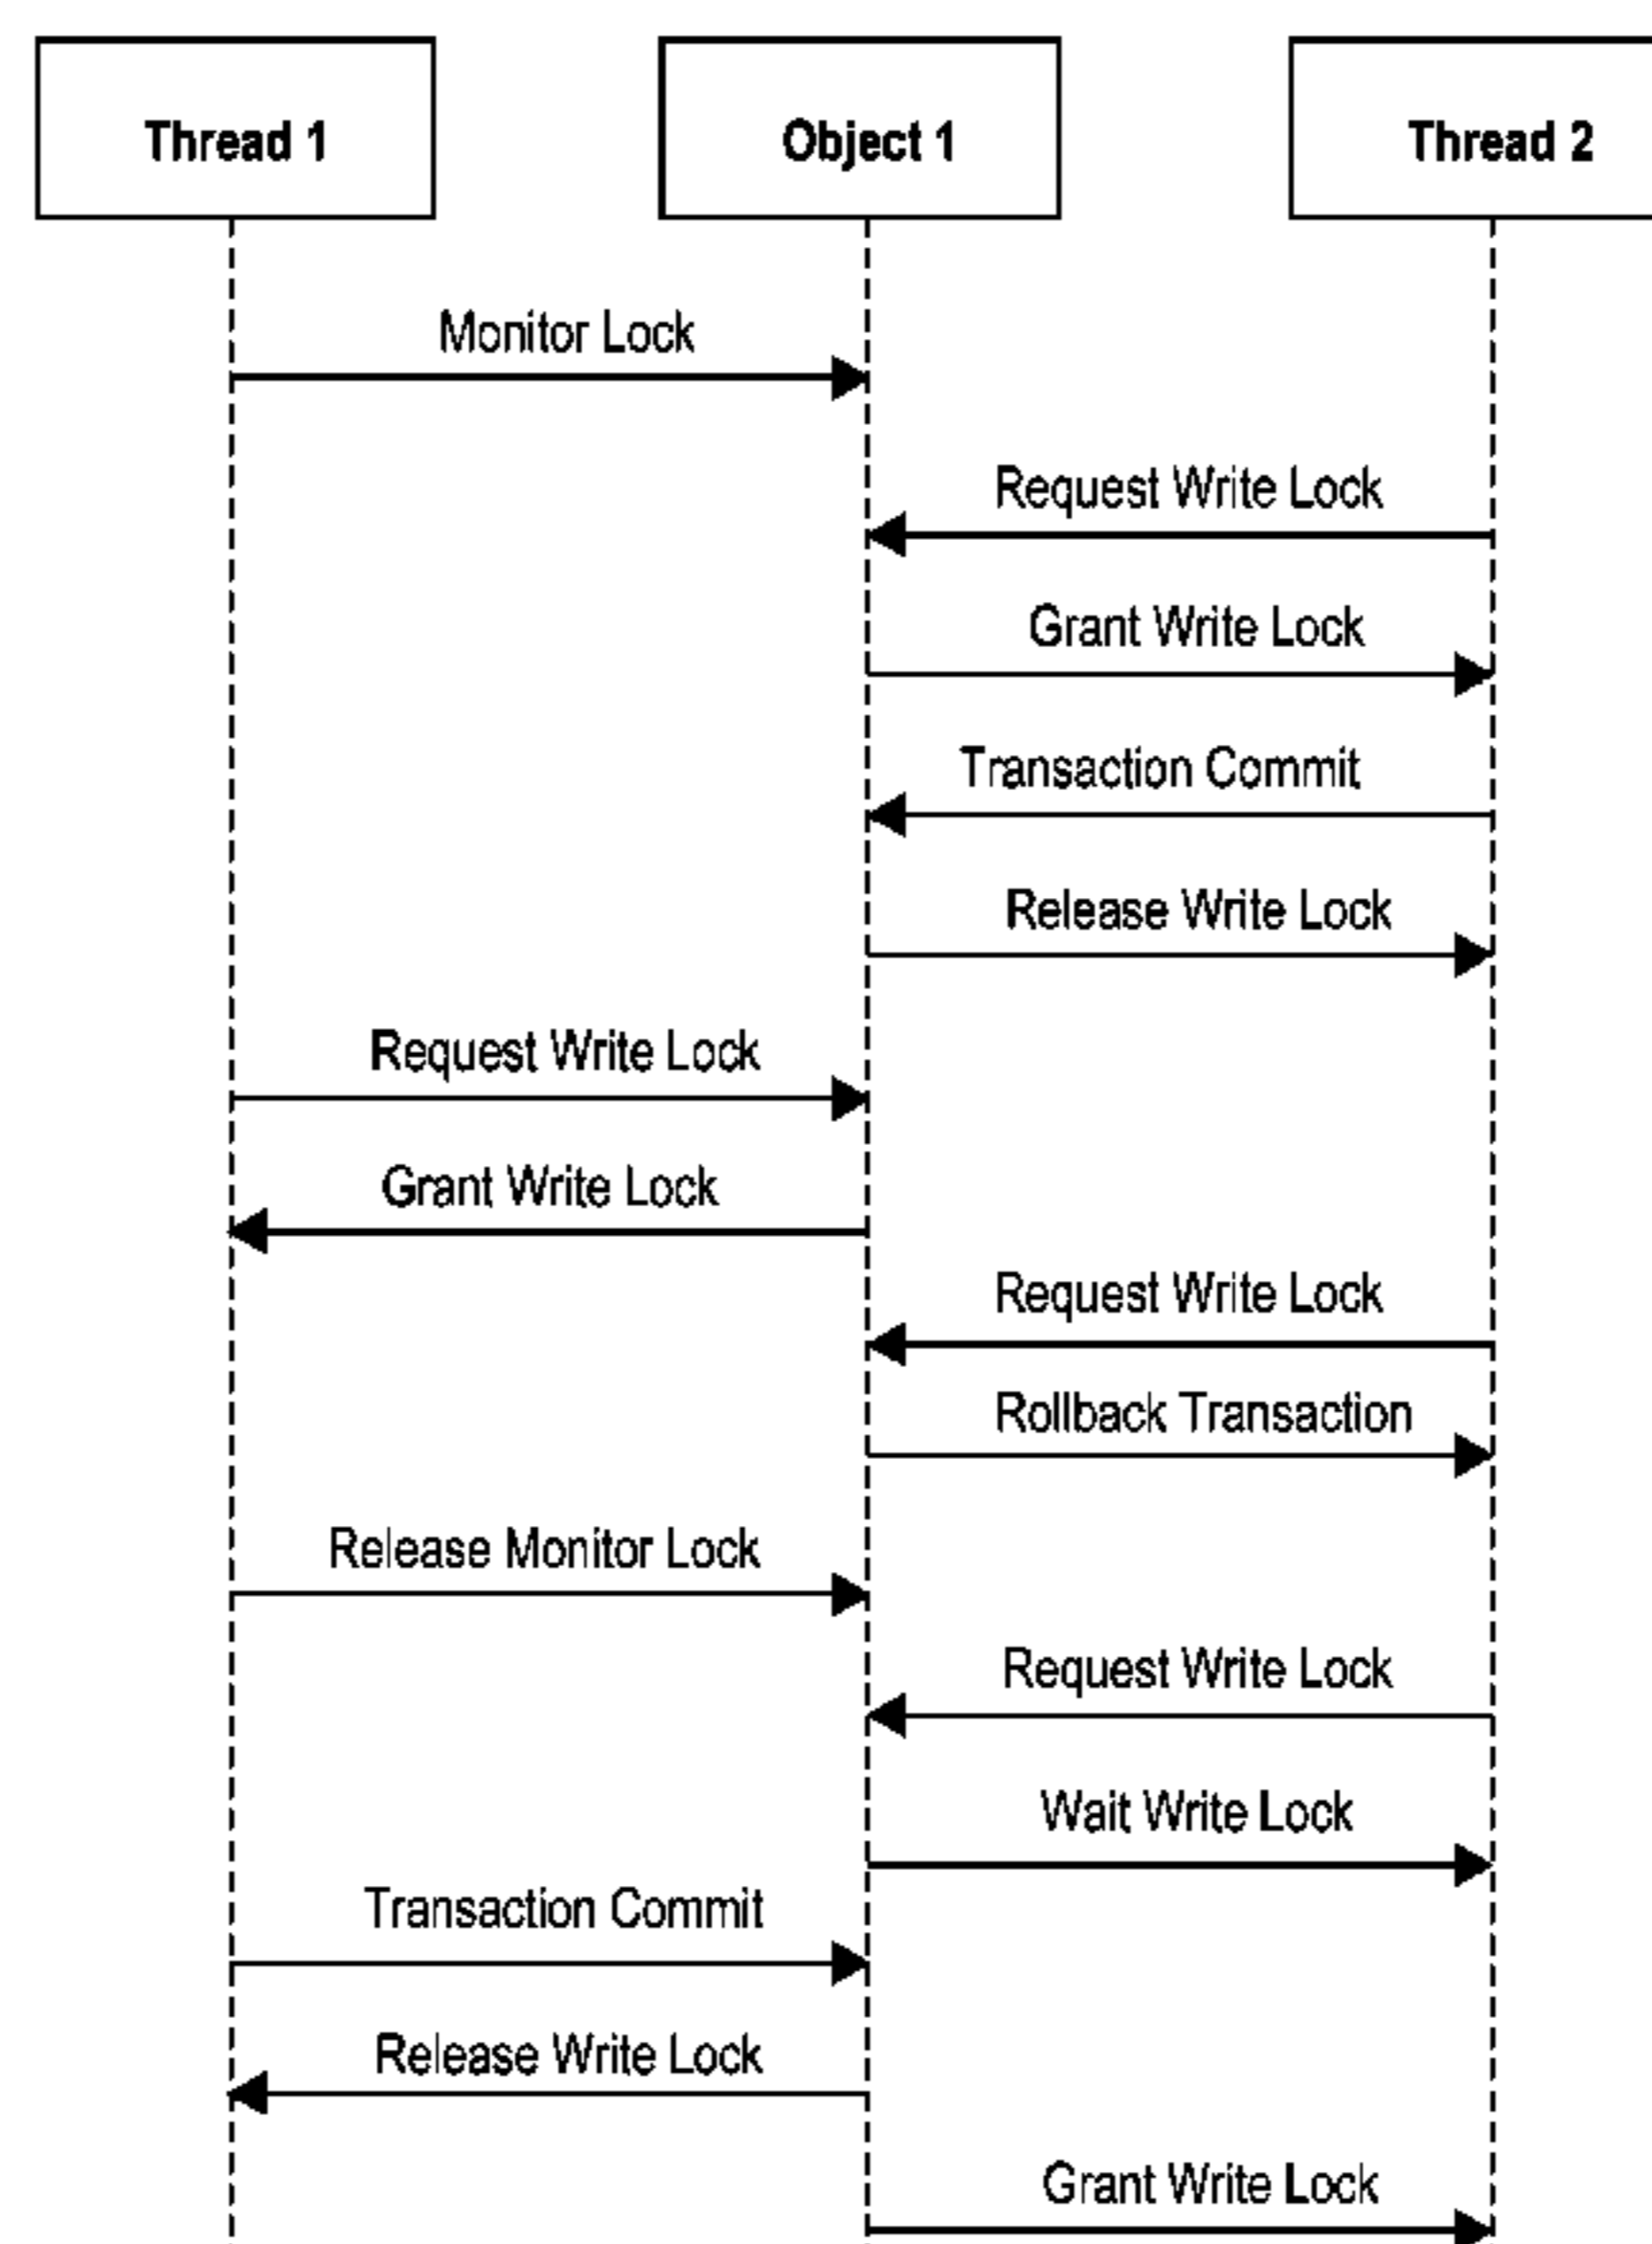 Thread 1
Object 1
Thread 2
Monitor Lock
Request Write Lock
Grant Write Lock
Transaction Commit
Release Write Lock
Request Write Lock
Grant Write Lock
Request Write Lock
Rollback Transaction
Release Monitor Lock
Request Write Lock
Wait Write Lock
Transaction Commit
Release Write Lock
Grant Write Lock